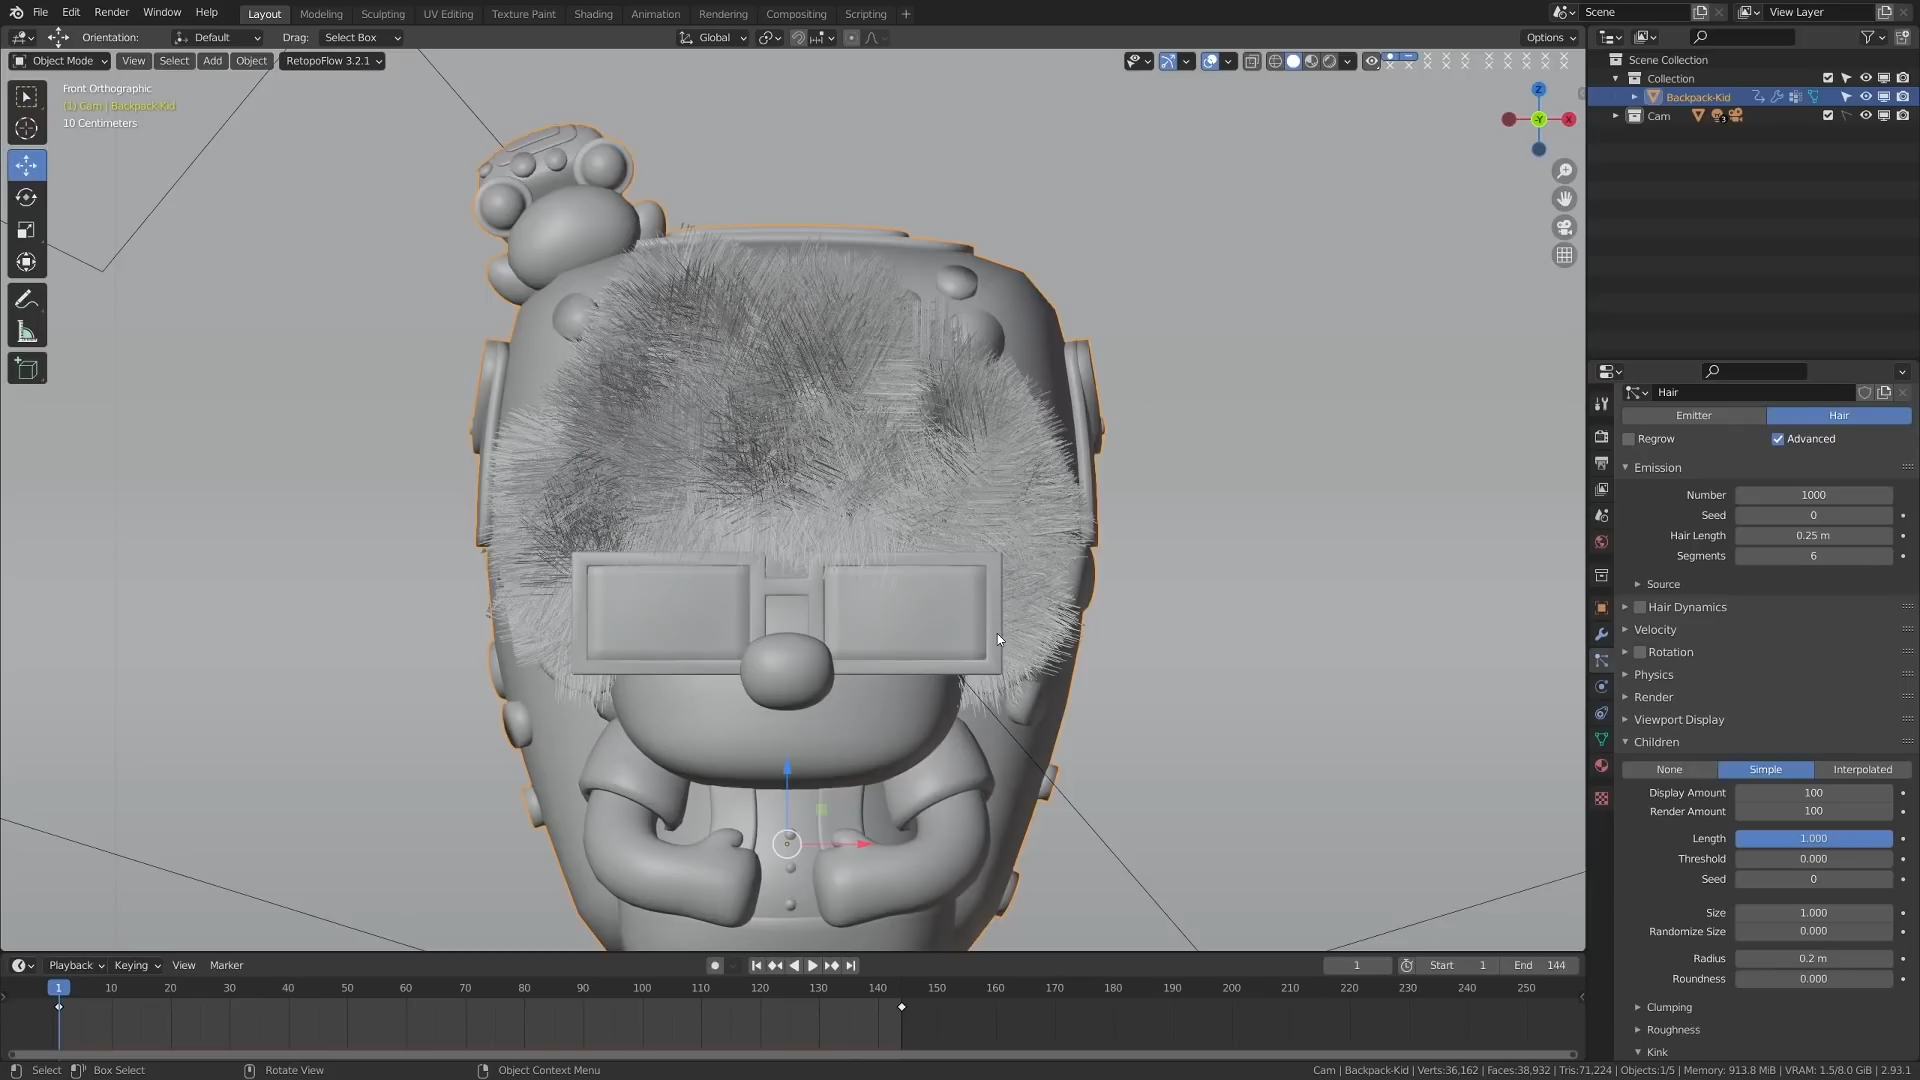 File Edit Render Window Help Layout Modeling Sculpting UV Editing Texture Paint Shading Animation Rendering Compositing Scripting + Scene View Layer
Orientation: Default Drag: Select Box Global Options
Object Mode View Select Add Object RetopoFlow 3.2.1
Front Orthographic
(1) Cam | Backpack-Kid
10 Centimeters
Z
-Y
X
Scene Collection
Collection
Backpack-Kid
Cam 3
Hair
Emitter Hair
Regrow Advanced
Emission
Number 1000
Seed 0
Hair Length 0.25 m
Segments 6
Source
Hair Dynamics
Velocity
Rotation
Physics
Render
Viewport Display
Children
None Simple Interpolated
Display Amount 100
Render Amount 100
Length 1.000
Threshold 0.000
Seed 0
Size 1.000
Randomize Size 0.000
Radius 0.2 m
Roundness 0.000
Clumping
Roughness
Kink
Playback Keying View Marker 1 Start 1 End 144
1 10 20 30 40 50 60 70 80 90 100 110 120 130 140 150 160 170 180 190 200 210 220 230 240 250
Select Box Select Rotate View Object Context Menu Cam | Backpack-Kid | Verts:36,162 | Faces:38,932 | Tris:71,224 | Objects:1/5 | Memory: 913.8 MiB | VRAM: 1.5/8.0 GiB | 2.93.1